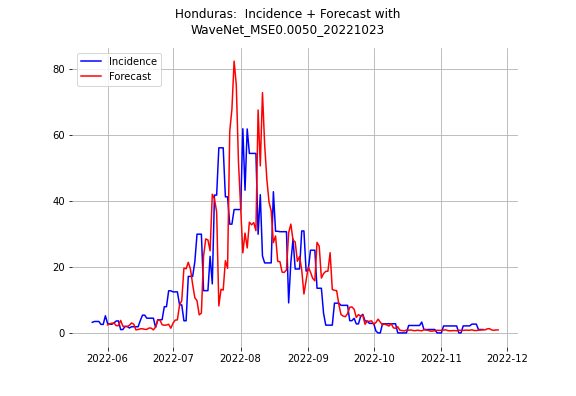 Honduras:  Incidence + Forecast with
WaveNet_MSE0.0050_20221023
Incidence
Forecast
80
60
40
20
0
2022-06 2022-07 2022-08 2022-09 2022-10 2022-11 2022-12